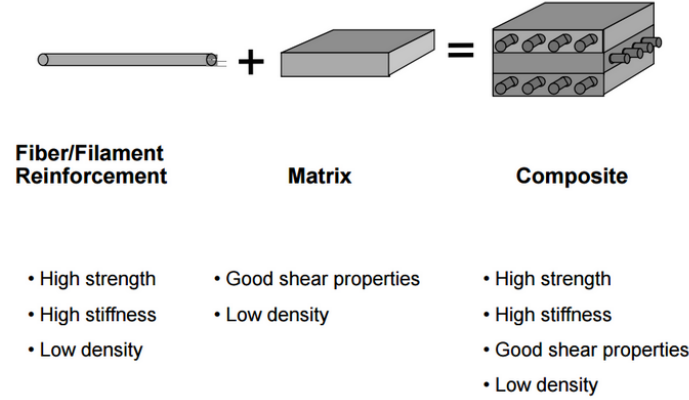 +
=
Fiber/Filament
Reinforcement
Matrix
Composite
• High strength
• High stiffness
• Low density
• Good shear properties
• Low density
• High strength
• High stiffness
• Good shear properties
• Low density